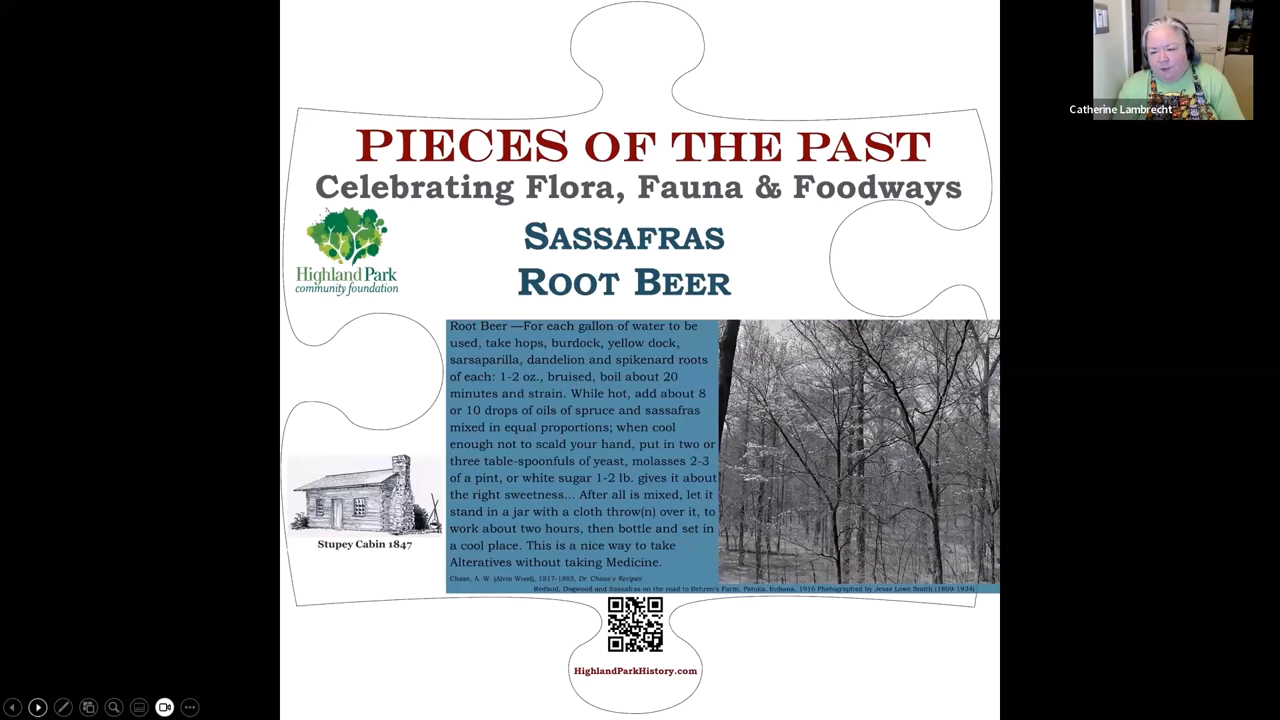 Catherine Lambrecht
PIECES OF THE PAST
Celebrating Flora, Fauna & Foodways
Highland Park
community foundation
SASSAFRAS
ROOT BEER
Root Beer —For each gallon of water to be
used, take hops, burdock, yellow dock,
sarsaparilla, dandelion and spikenard roots
of each: 1-2 oz., bruised, boil about 20
minutes and strain. While hot, add about 8
or 10 drops of oils of spruce and sassafras
mixed in equal proportions; when cool
enough not to scald your hand, put in two or
three table-spoonfuls of yeast, molasses 2-3
of a pint, or white sugar 1-2 lb. gives it about
the right sweetness... After all is mixed, let it
stand in a jar with a cloth throw(n) over it, to
work about two hours, then bottle and set in
a cool place. This is a nice way to take
Alteratives without taking Medicine.
Chase, A. W. (Alvin Wood), 1817-1885. Dr. Chase's Recipes
Redbud, Dogwood and Sassafras on the road to Behren's Farm, Patoka, Indiana, 1916 Photographed by Jesse Lowe Smith (1869-1934)
Stupey Cabin 1847
HighlandParkHistory.com